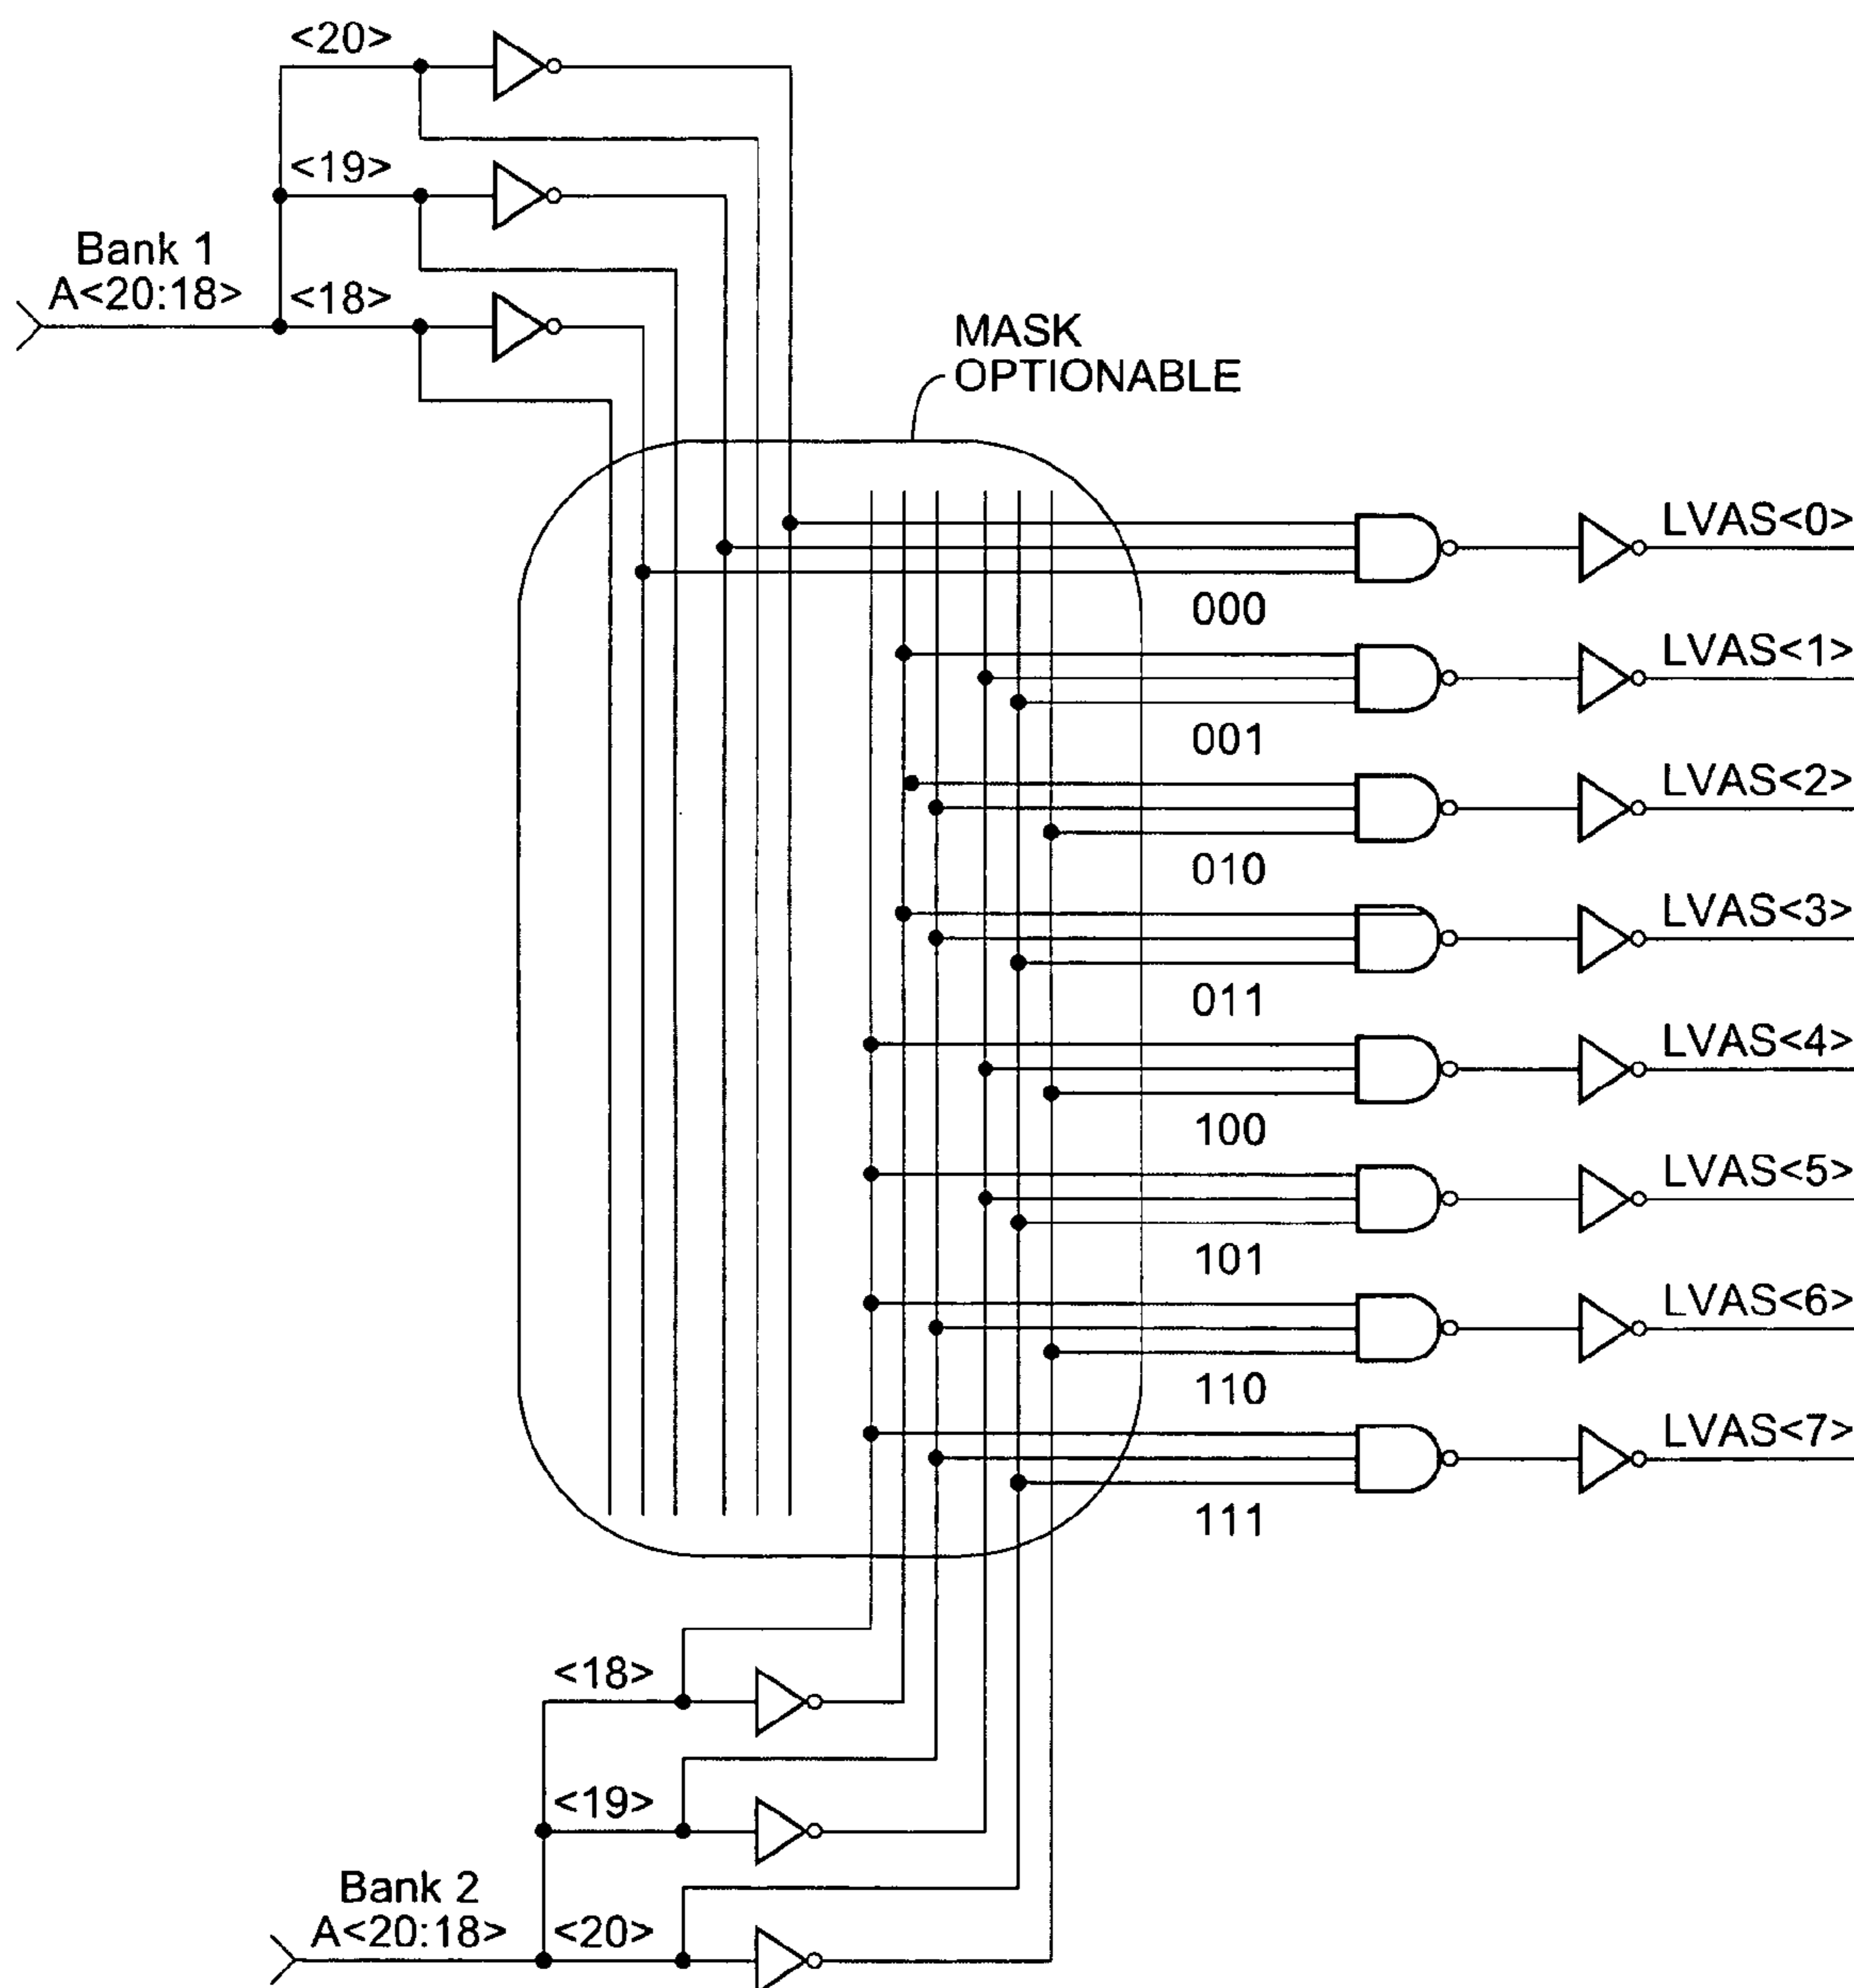 <20>
<19>
Bank 1
A<20:18>
<18>
MASK
OPTIONABLE
LVAS<0>
000
LVAS<1>
001
LVAS<2>
010
LVAS<3>
011
LVAS<4>
100
LVAS<5>
101
LVAS<6>
110
LVAS<7>
111
<18>
<19>
Bank 2
A<20:18>
<20>